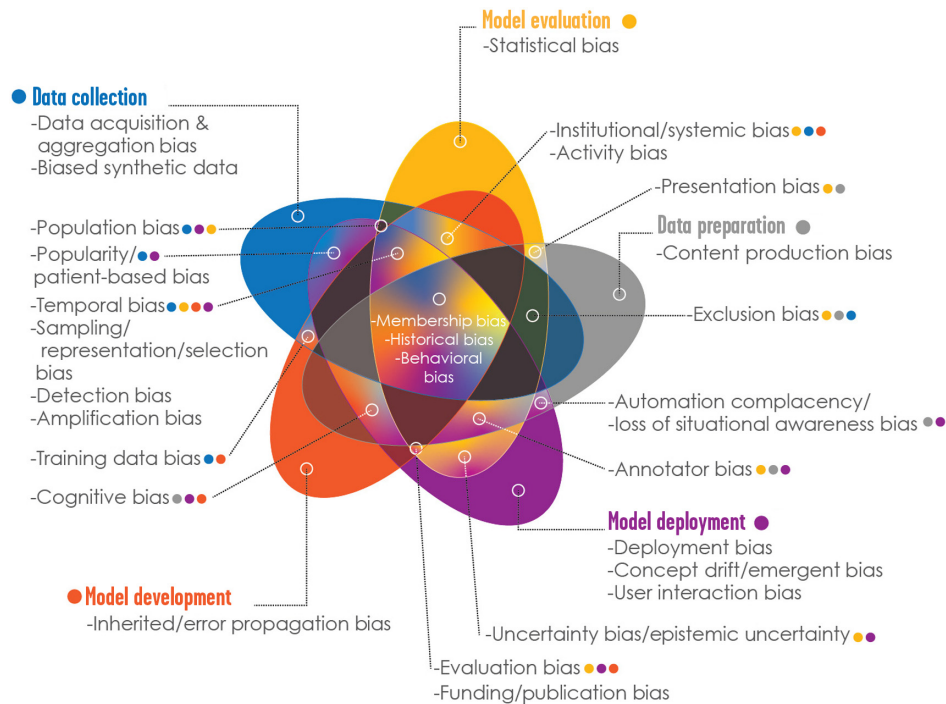 Model evaluation
-Statistical bias
Data collection
-Data acquisition &
aggregation bias
-Biased synthetic data
-Institutional/systemic bias
-Activity bias
-Presentation bias
Data preparation
-Content production bias
-Population bias
-Popularity/
patient-based bias
-Temporal bias
-Sampling/
representation/selection
bias
-Detection bias
-Amplification bias
-Membership bias
-Historical bias
-Behavioral
bias
-Exclusion bias
-Automation complacency/
-loss of situational awareness bias
-Training data bias
-Cognitive bias
-Annotator bias
Model deployment
-Deployment bias
-Concept drift/emergent bias
-User interaction bias
Model development
-Inherited/error propagation bias
-Uncertainty bias/epistemic uncertainty
-Evaluation bias
-Funding/publication bias